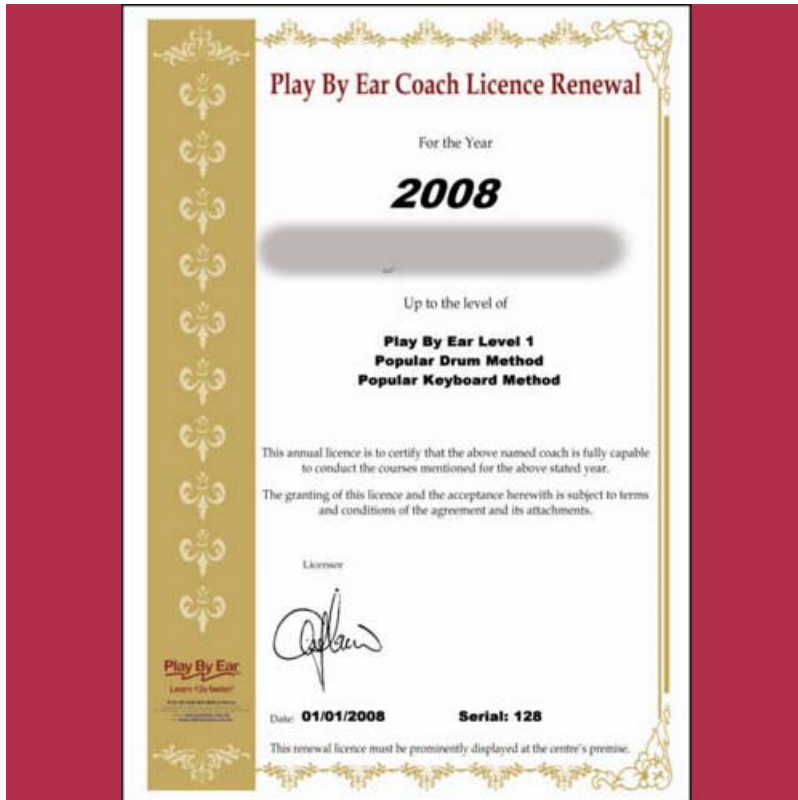 Play By Ear Coach Licence Renewal
For the Year
2008
Up to the level of
Play By Ear Level 1
Popular Drum Method
Popular Keyboard Method
This annual licence is to certify that the above named coach is fully capable
to conduct the courses mentioned for the above stated year.
The granting of this licence and the acceptance herewith is subject to terms
and conditions of the agreement and its attachments.
Licensor
Play By Ear
Learn 12x faster!
Date: 01/01/2008 Serial: 128
This renewal licence must be prominently displayed at the centre's premise.